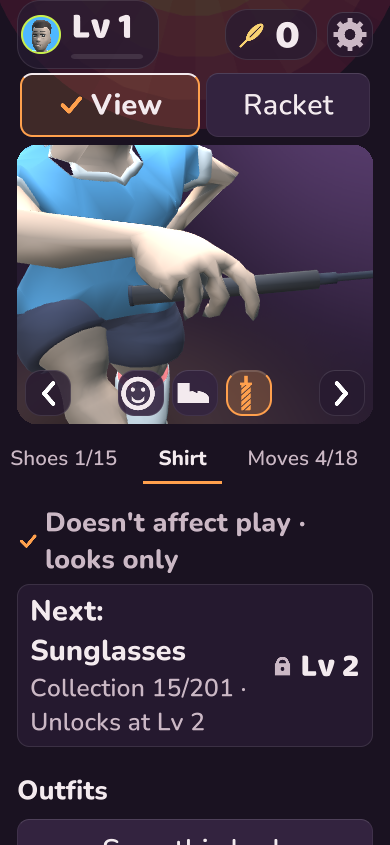 Lv 1
0
View
Racket
Shoes 1/15
Shirt
Moves 4/18
Doesn't affect play ·
looks only
Next:
Sunglasses
Collection 15/201 ·
Unlocks at Lv 2
Lv 2
Outfits